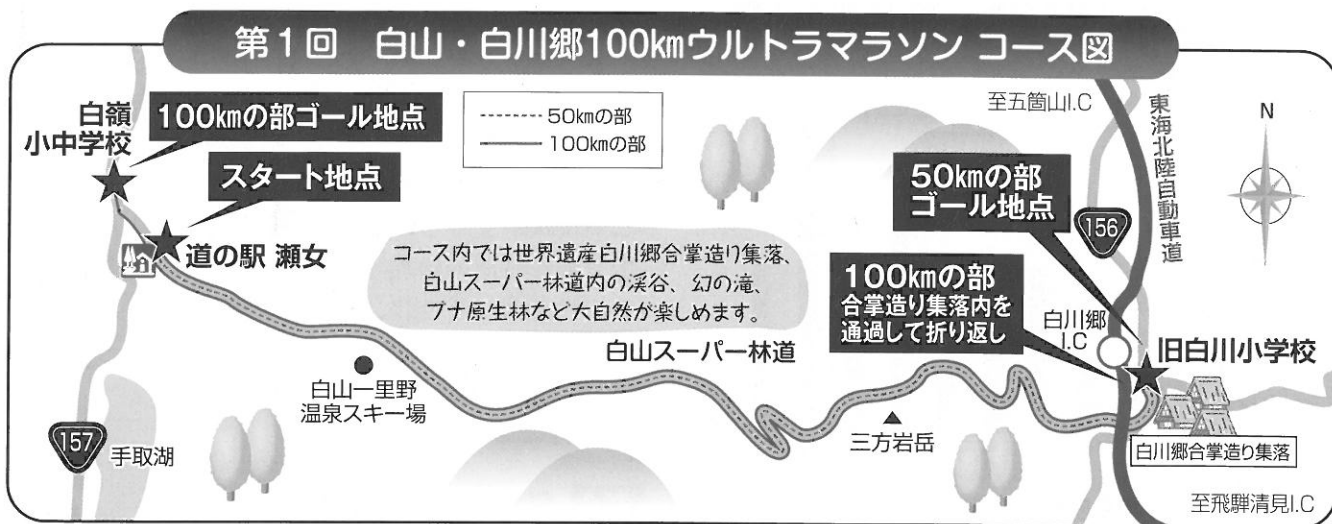 第1回 白山・白川郷100kmウルトラマラソン コース図
白嶺
小中学校
100kmの部ゴール地点
スタート地点
道の駅 瀬女
50kmの部
100kmの部
コース内では世界遺産白川郷合掌造り集落、
白山スーパー林道内の渓谷、幻の滝、
ブナ原生林など大自然が楽しめます。
至五箇山I.C
東海北陸自動車道
N
50kmの部
ゴール地点
156
100kmの部
合掌造り集落内を
通過して折り返し
白川郷
I.C
旧白川小学校
白山スーパー林道
白山一里野
温泉スキー場
三方岩岳
157
手取湖
白川郷合掌造り集落
至飛騨清見I.C